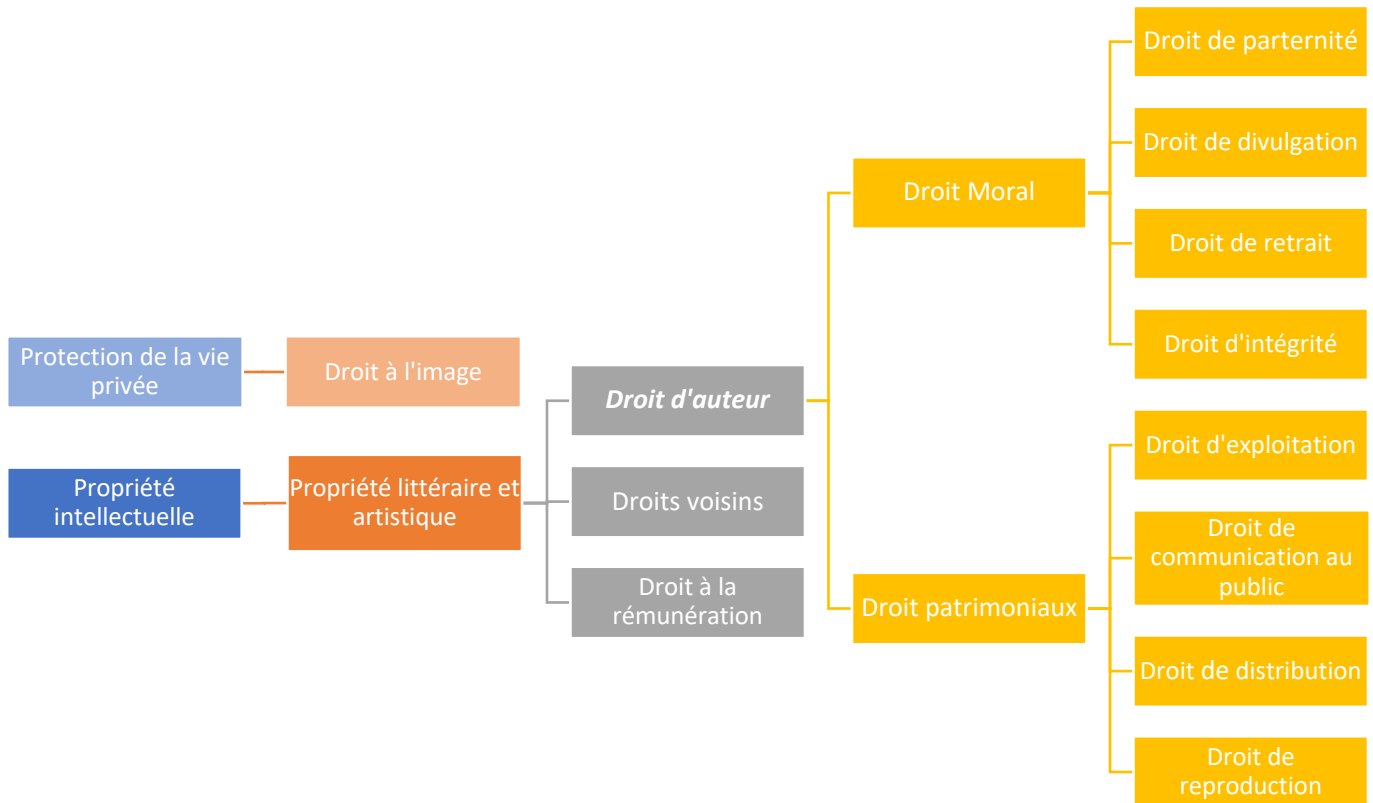 Protection de la vie
privée
Droit à l'image
Propriété
intellectuelle
Propriété littéraire et
artistique
Droit d'auteur
Droits voisins
Droit à la
rémunération
Droit Moral
Droit de parternité
Droit de divulgation
Droit de retrait
Droit d'intégrité
Droit patrimoniaux
Droit d'exploitation
Droit de
communication au
public
Droit de distribution
Droit de
reproduction